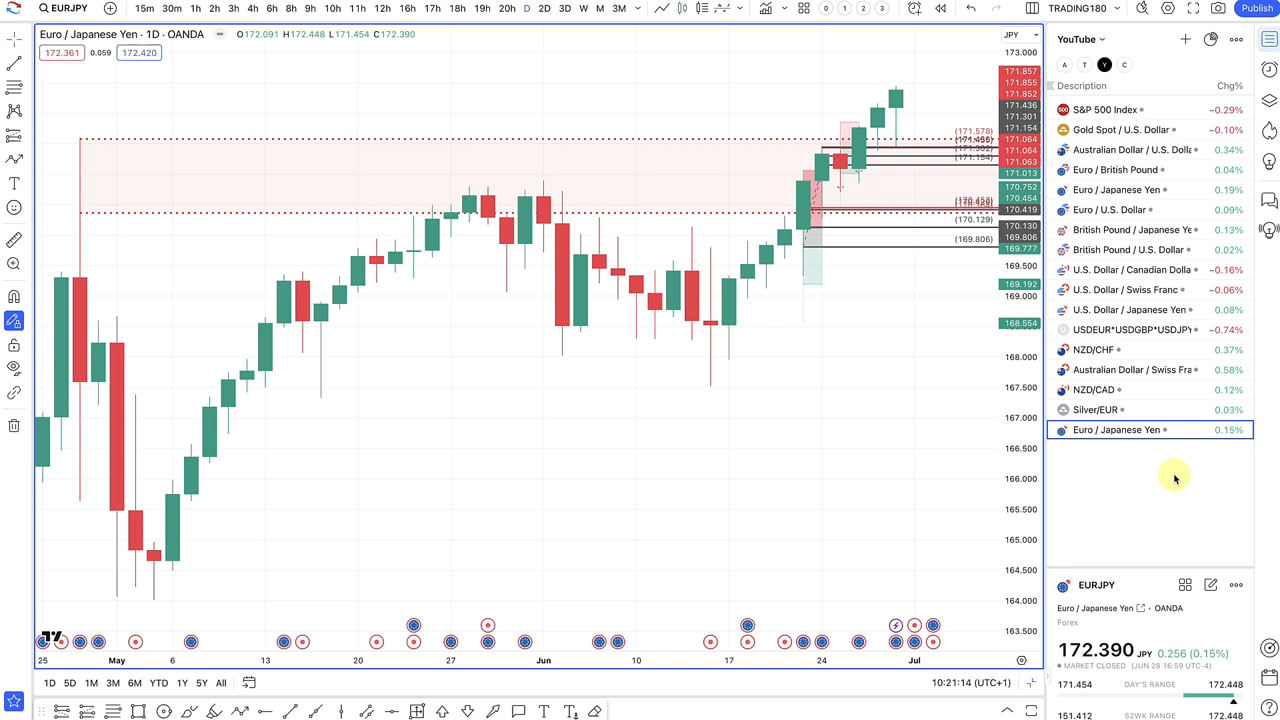 EURJPY 15m 30m 1h 2h 3h 4h 6h 7h 8h 9h 10h 11h 12h 16h 17h 18h 19h 20h D 2D 3D W M 3M 0 1 2 3 TRADING180 Publish
Euro / Japanese Yen · 1D · OANDA O172.091 H172.448 L171.454 C172.390
172.361 0.059 172.420
JPY
173.000
171.857
171.855
171.852
171.436
171.301
171.154
171.064
171.064
171.063
171.013
170.752
170.454
170.419
170.130
169.806
169.777
169.500
169.192
169.000
168.554
168.000
167.500
167.000
166.500
166.000
165.500
165.000
164.500
164.000
163.500
(171.578)
(171.154)
(170.129)
(169.806)
25 May 6 13 20 27 Jun 10 17 24 Jul
1D 5D 1M 3M 6M YTD 1Y 5Y All
10:21:14 (UTC+1)
YouTube
A T Y C
Description Chg%
500 S&P 500 Index −0.29%
Gold Spot / U.S. Dollar −0.10%
Australian Dollar / U.S. Dolla 0.34%
Euro / British Pound 0.04%
Euro / Japanese Yen 0.19%
Euro / U.S. Dollar 0.09%
British Pound / Japanese Ye 0.13%
British Pound / U.S. Dollar 0.02%
U.S. Dollar / Canadian Dolla −0.16%
U.S. Dollar / Swiss Franc −0.06%
U.S. Dollar / Japanese Yen 0.08%
U USDEUR*USDGBP*USDJPY −0.74%
NZD/CHF 0.37%
Australian Dollar / Swiss Fra 0.58%
NZD/CAD 0.12%
Silver/EUR 0.03%
Euro / Japanese Yen 0.15%
EURJPY
Euro / Japanese Yen · OANDA
Forex
172.390 JPY 0.256 (0.15%)
MARKET CLOSED (JUN 28 16:59 UTC-4)
171.454 DAY'S RANGE 172.448
151.412 52WK RANGE 172.448